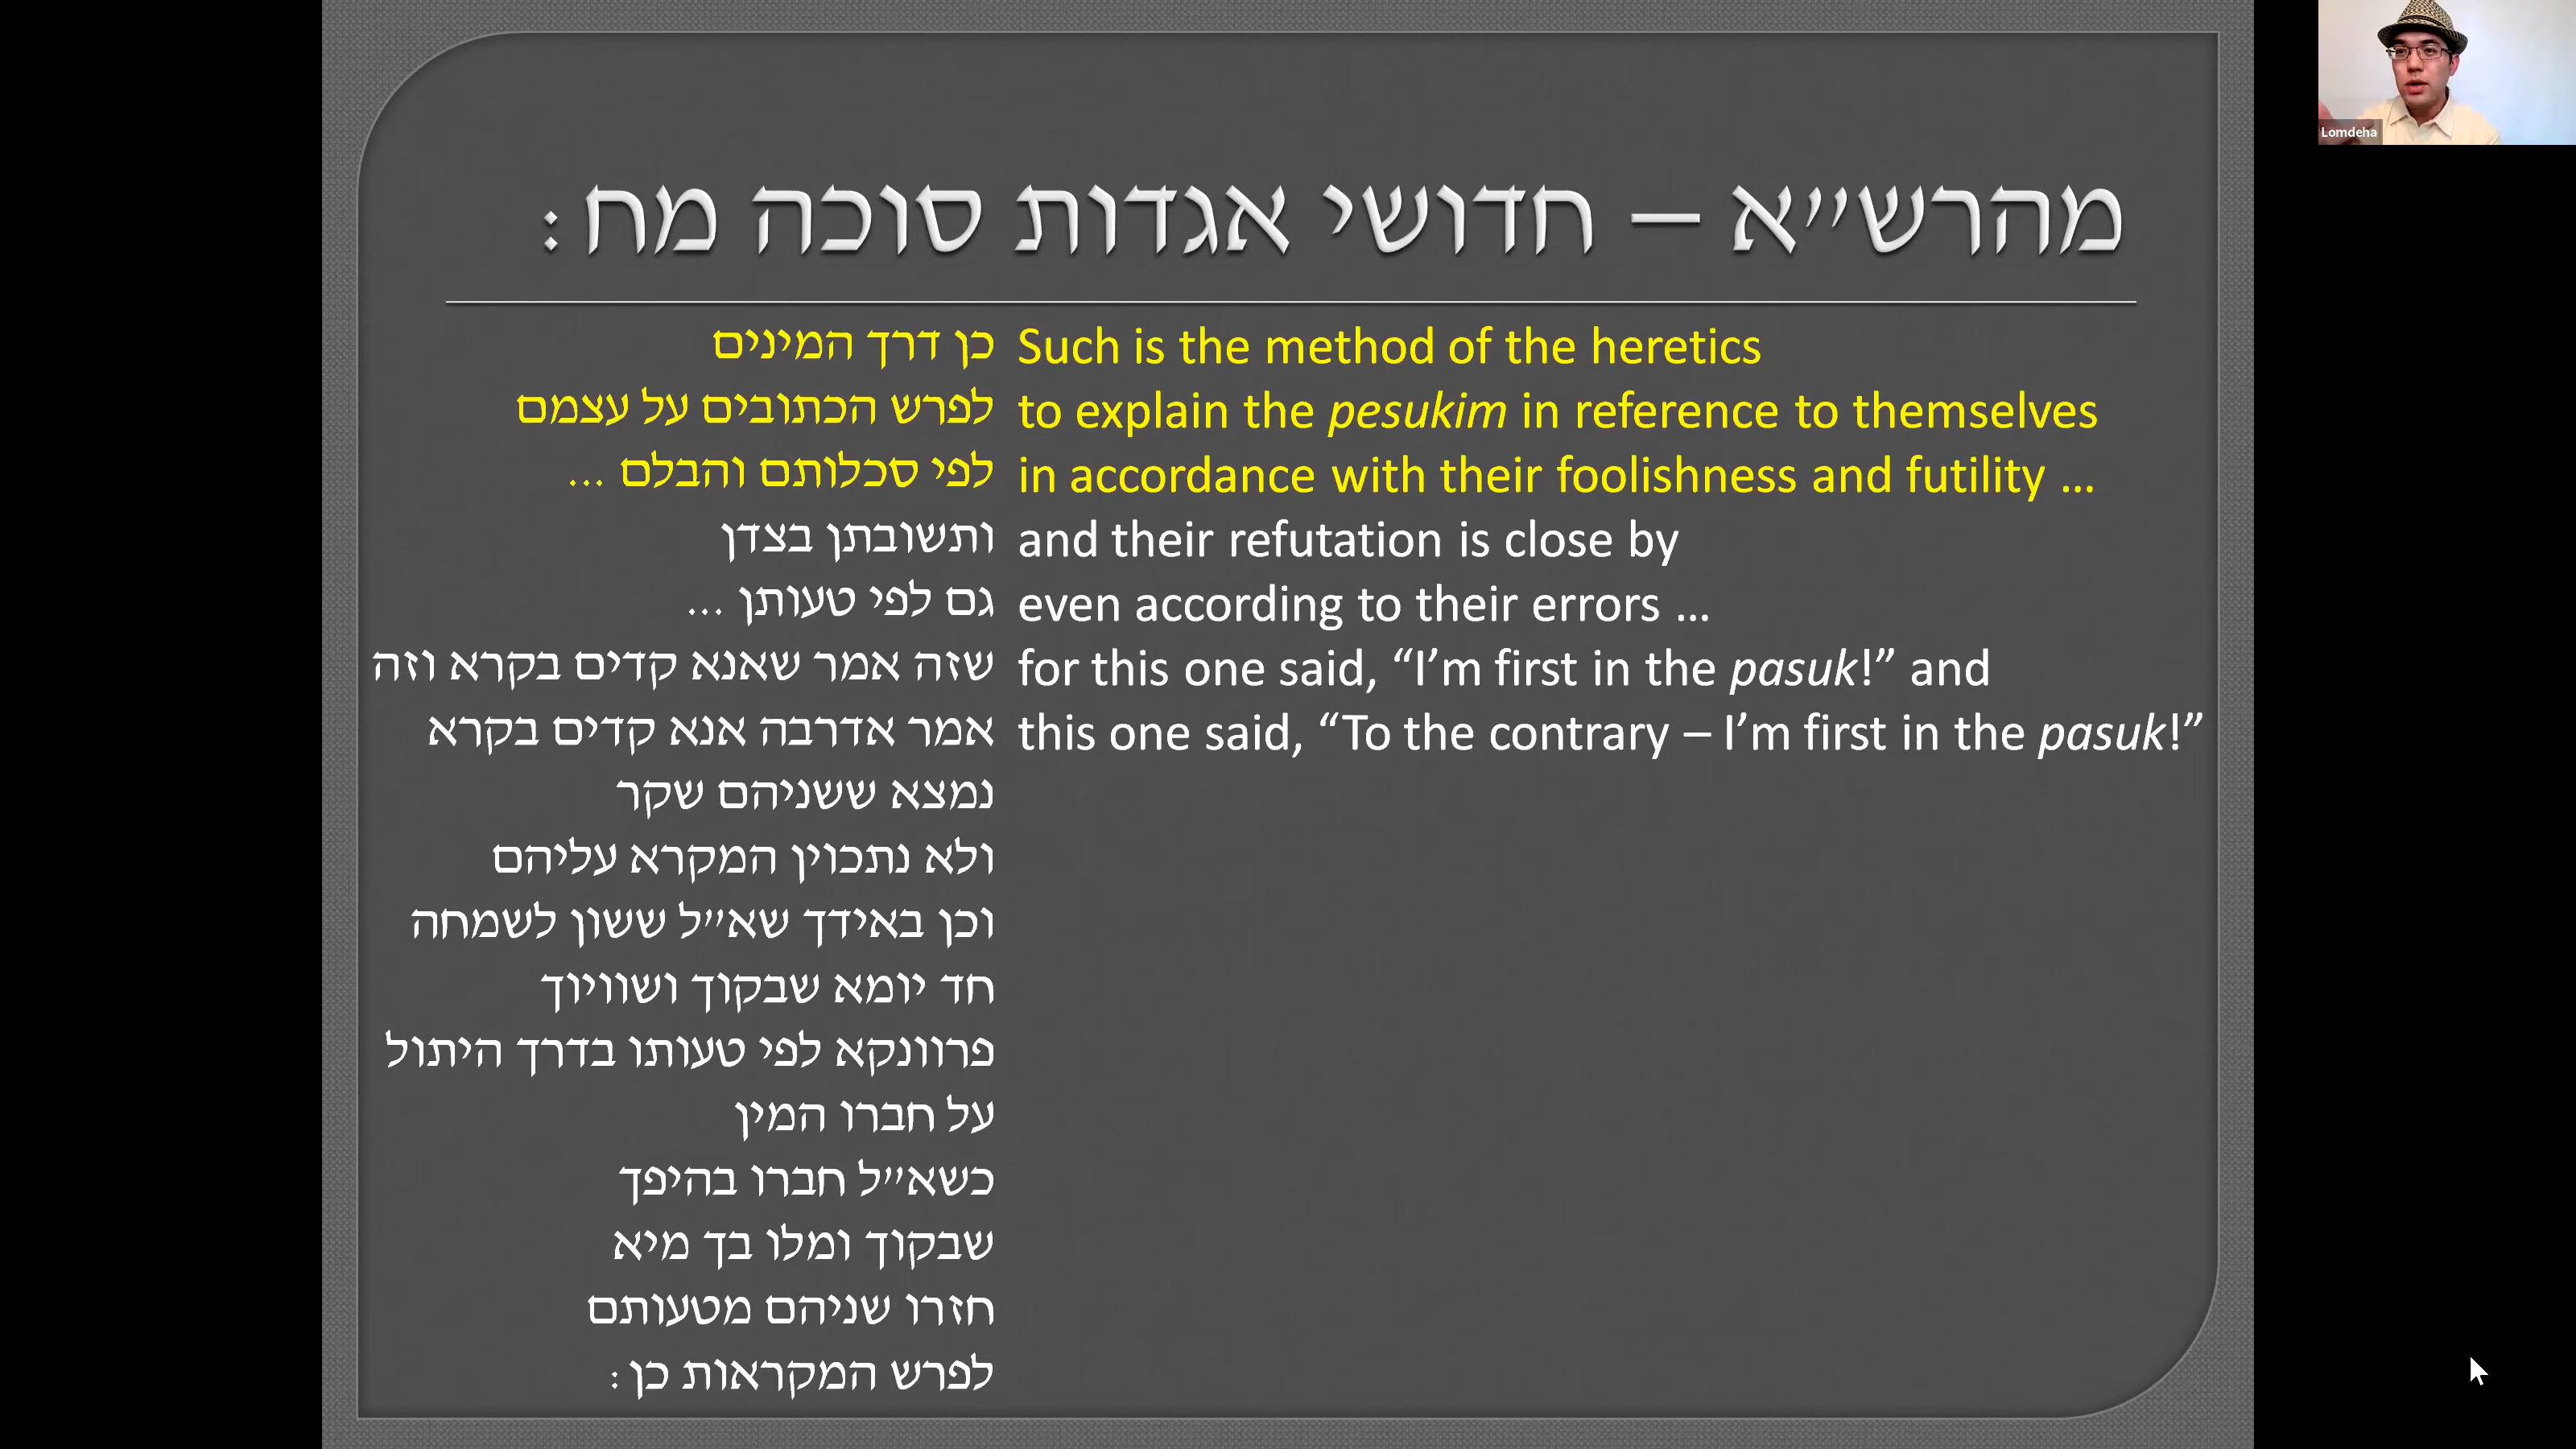 מהרש״א – חדושי אגדות סוכה מח:
כן דרך המינים
לפרש הכתובים על עצמם
לפי סכלותם והבלם ...
ותשובתן בצדן
גם לפי טעותן ...
שזה אמר שאנא קדים בקרא וזה
אמר אדרבה אנא קדים בקרא
נמצא ששניהם שקר
ולא נתכוין המקרא עליהם
וכן באידך שא״ל ששון לשמחה
חד יומא שבקוך ושוויוך
פרוונקא לפי טעותו בדרך היתול
על חברו המין
כשא״ל חברו בהיפך
שבקוך ומלו בך מיא
חזרו שניהם מטעותם
לפרש המקראות כן:
Such is the method of the heretics
to explain the pesukim in reference to themselves
in accordance with their foolishness and futility ...
and their refutation is close by
even according to their errors ...
for this one said, “I’m first in the pasuk!” and
this one said, “To the contrary – I’m first in the pasuk!”
Lomdeha